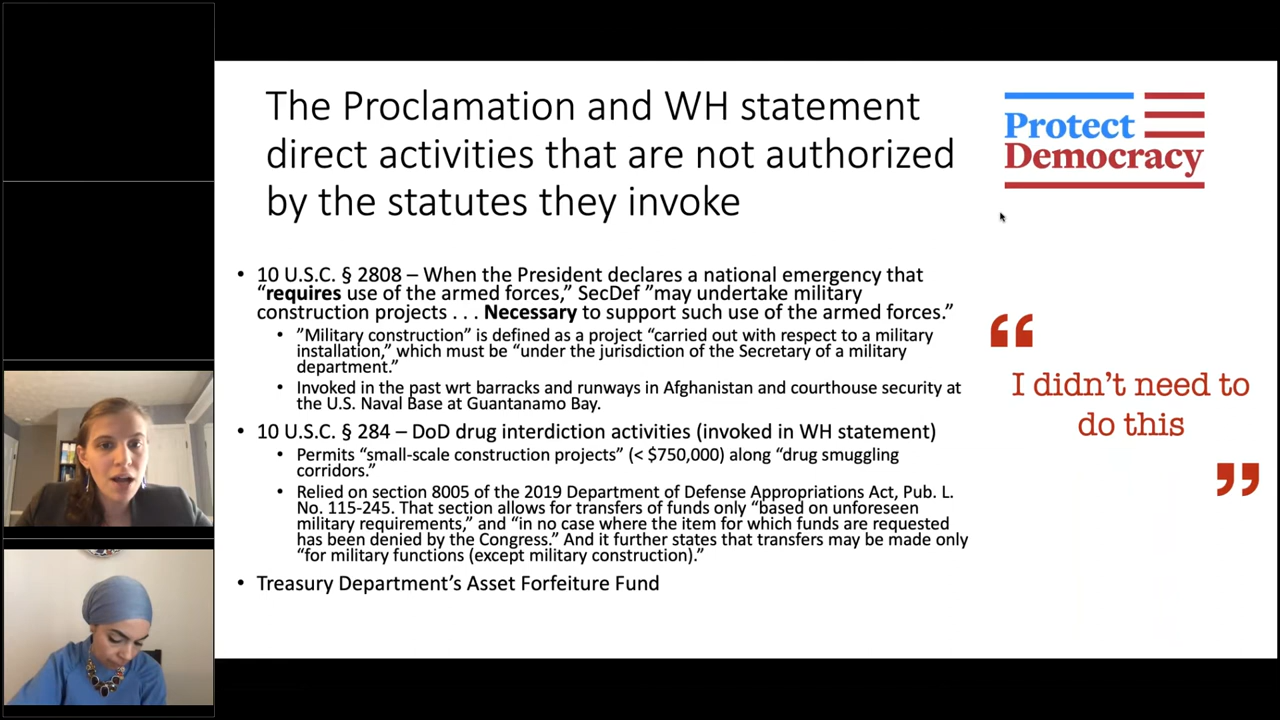 The Proclamation and WH statement
direct activities that are not authorized
by the statutes they invoke
Protect
Democracy
• 10 U.S.C. § 2808 – When the President declares a national emergency that
“requires use of the armed forces,” SecDef ”may undertake military
construction projects . . . Necessary to support such use of the armed forces.”
• ”Military construction” is defined as a project “carried out with respect to a military
installation,” which must be “under the jurisdiction of the Secretary of a military
department.”
• Invoked in the past wrt barracks and runways in Afghanistan and courthouse security at
the U.S. Naval Base at Guantanamo Bay.
• 10 U.S.C. § 284 – DoD drug interdiction activities (invoked in WH statement)
• Permits “small-scale construction projects” (< $750,000) along “drug smuggling
corridors.”
• Relied on section 8005 of the 2019 Department of Defense Appropriations Act, Pub. L.
No. 115-245. That section allows for transfers of funds only “based on unforeseen
military requirements,” and “in no case where the item for which funds are requested
has been denied by the Congress.” And it further states that transfers may be made only
“for military functions (except military construction).”
• Treasury Department’s Asset Forfeiture Fund
“
I didn’t need to
do this
”